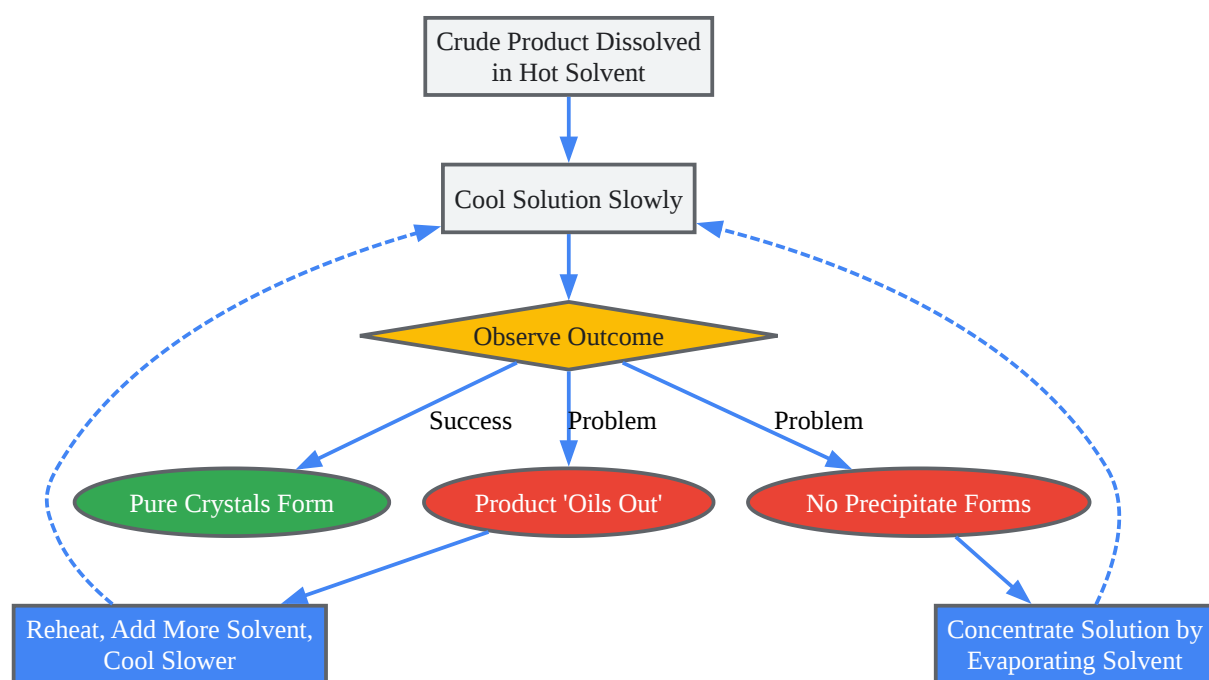 Crude Product Dissolved
in Hot Solvent
Cool Solution Slowly
Observe Outcome
Success
Problem
Problem
Pure Crystals Form
Product 'Oils Out'
No Precipitate Forms
Reheat, Add More Solvent,
Cool Slower
Concentrate Solution by
Evaporating Solvent